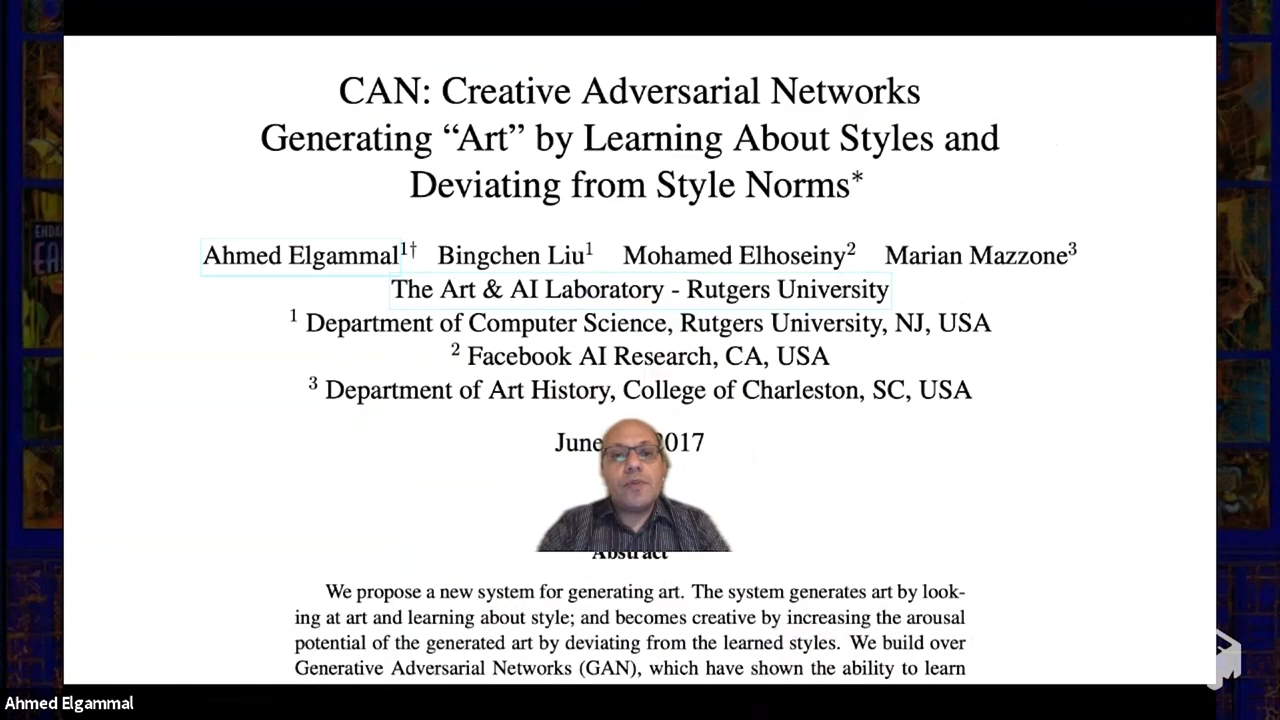 CAN: Creative Adversarial Networks
Generating “Art” by Learning About Styles and
Deviating from Style Norms*
Ahmed Elgammal1† Bingchen Liu1 Mohamed Elhoseiny2 Marian Mazzone3
The Art & AI Laboratory - Rutgers University
1 Department of Computer Science, Rutgers University, NJ, USA
2 Facebook AI Research, CA, USA
3 Department of Art History, College of Charleston, SC, USA
June 2017
Abstract
We propose a new system for generating art. The system generates art by look-
ing at art and learning about style; and becomes creative by increasing the arousal
potential of the generated art by deviating from the learned styles. We build over
Generative Adversarial Networks (GAN), which have shown the ability to learn
Ahmed Elgammal